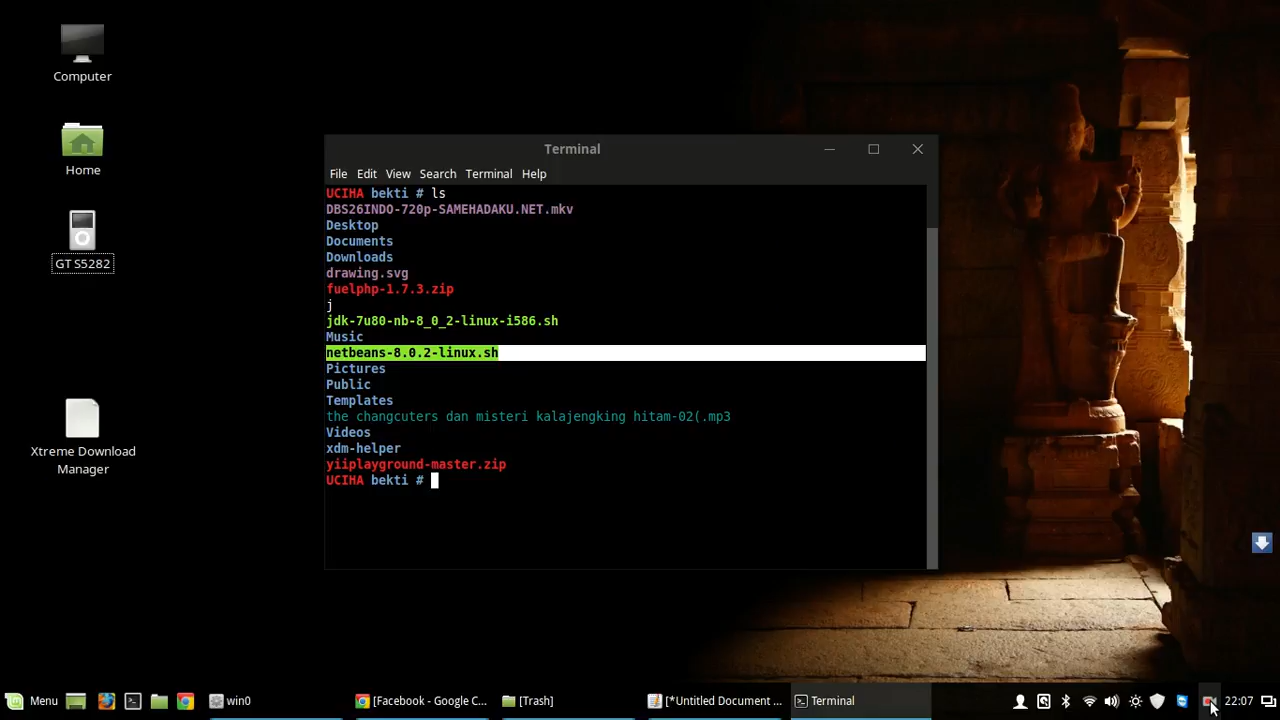 Computer
Home
GT S5282
Xtreme Download
Manager
Terminal
File Edit View Search Terminal Help
UCIHA bekti # ls
DBS26INDO-720p-SAMEHADAKU.NET.mkv
Desktop
Documents
Downloads
drawing.svg
fuelphp-1.7.3.zip
j
jdk-7u80-nb-8_0_2-linux-i586.sh
Music
netbeans-8.0.2-linux.sh
Pictures
Public
Templates
the changcuters dan misteri kalajengking hitam-02(.mp3
Videos
xdm-helper
yiiplayground-master.zip
UCIHA bekti #
Menu win0 [Facebook - Google C... [Trash] [*Untitled Document ... Terminal 22:07